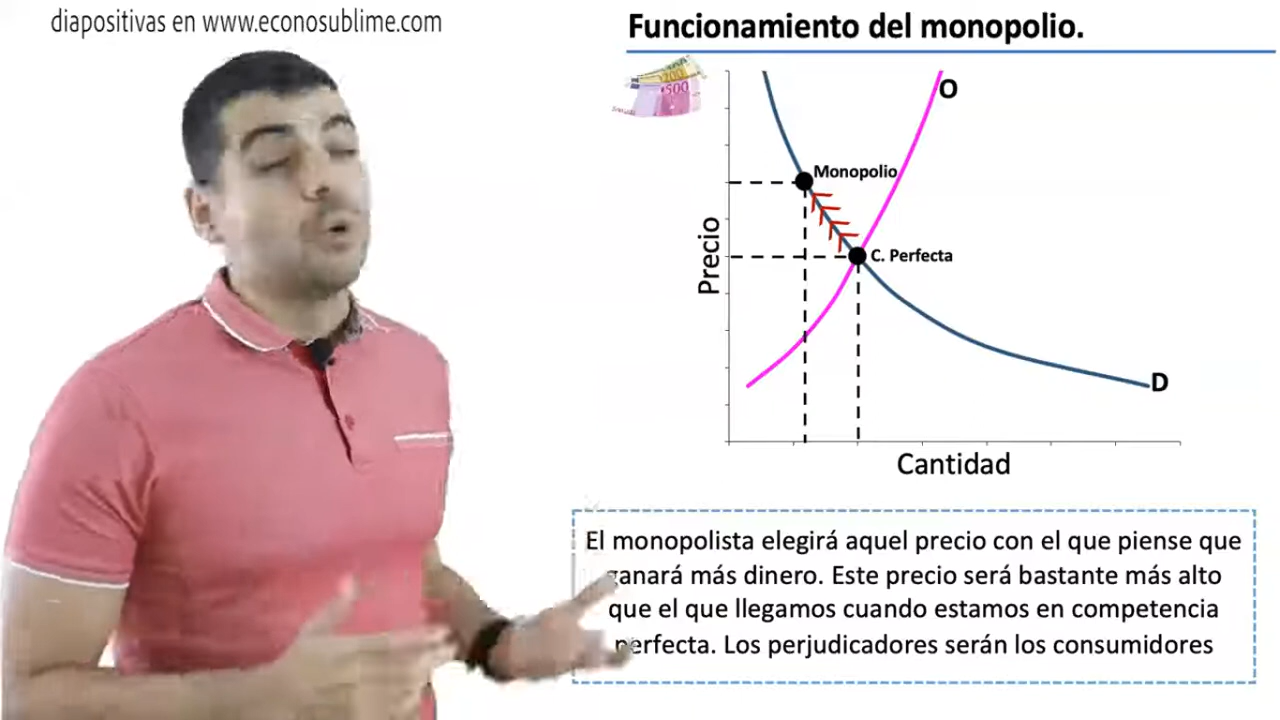 diapositivas en www.econosublime.com
Funcionamiento del monopolio.
200
500
O
Monopolio
C. Perfecta
Precio
D
Cantidad
El monopolista elegirá aquel precio con el que piense que
ganará más dinero. Este precio será bastante más alto
que el que llegamos cuando estamos en competencia
perfecta. Los perjudicadores serán los consumidores